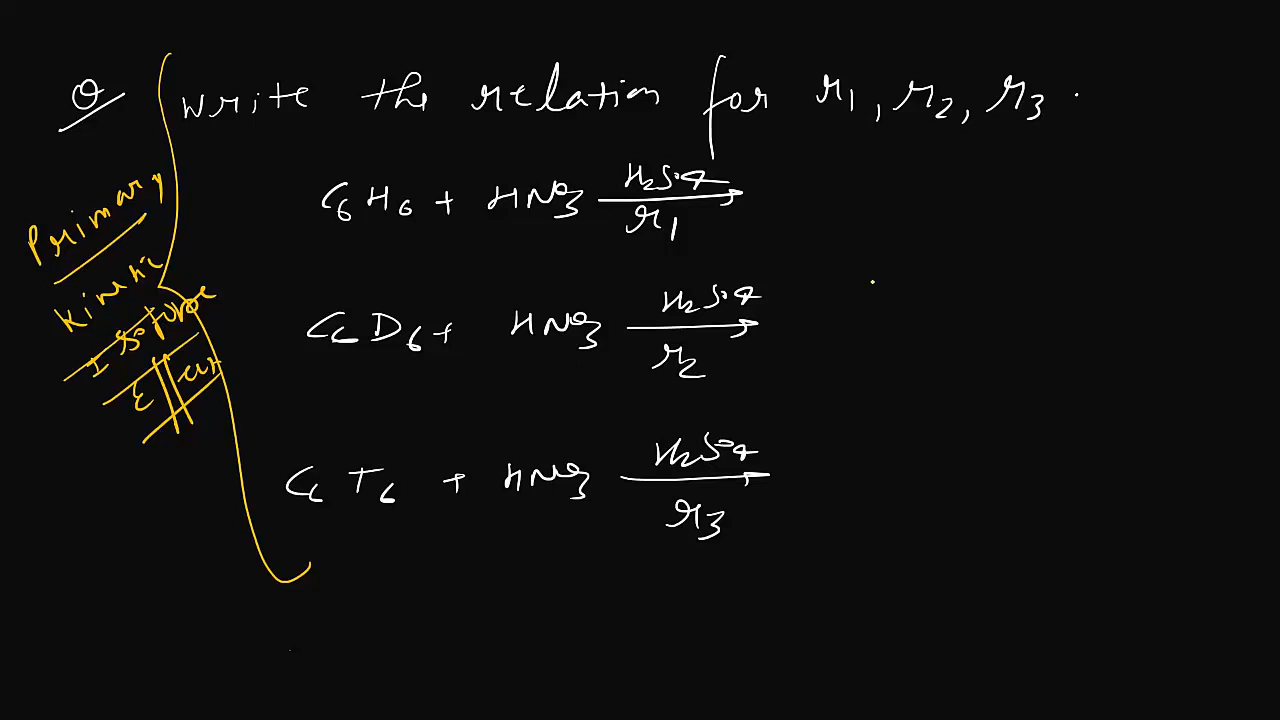 Q write the relation for r1, r2, r3.
C6H6 + HNO3 H2SO4
r1
C6D6 + HNO3 H2SO4
r2
C6T6 + HNO3 H2SO4
r3
Primary
Kinetic
Isotope